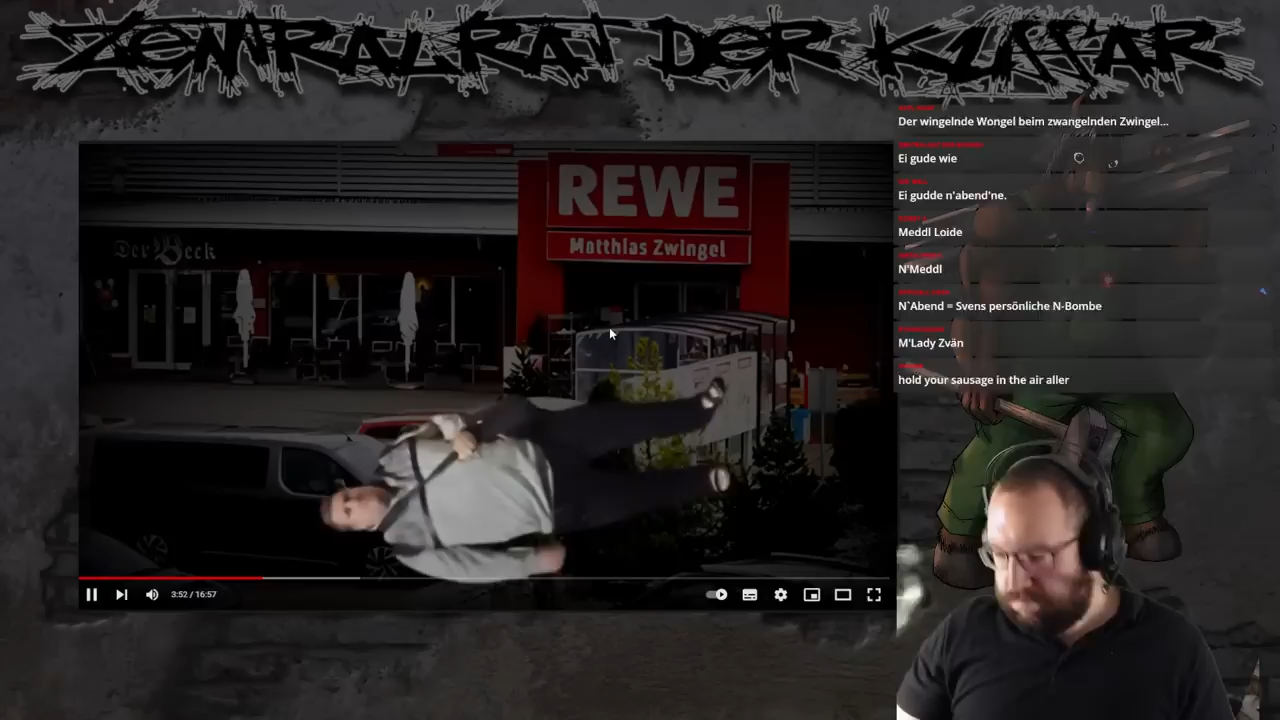 ZENTRALRAT DER KUFFAR
REWE
Matthias Zwingel
Der Beck
3:52 / 16:57
Der wingelnde Wongel beim zwangelnden Zwingel...
Ei gude wie
Ei gudde n'abend'ne.
Meddl Loide
N'Meddl
N`Abend = Svens persönliche N-Bombe
M'Lady Zvän
hold your sausage in the air aller